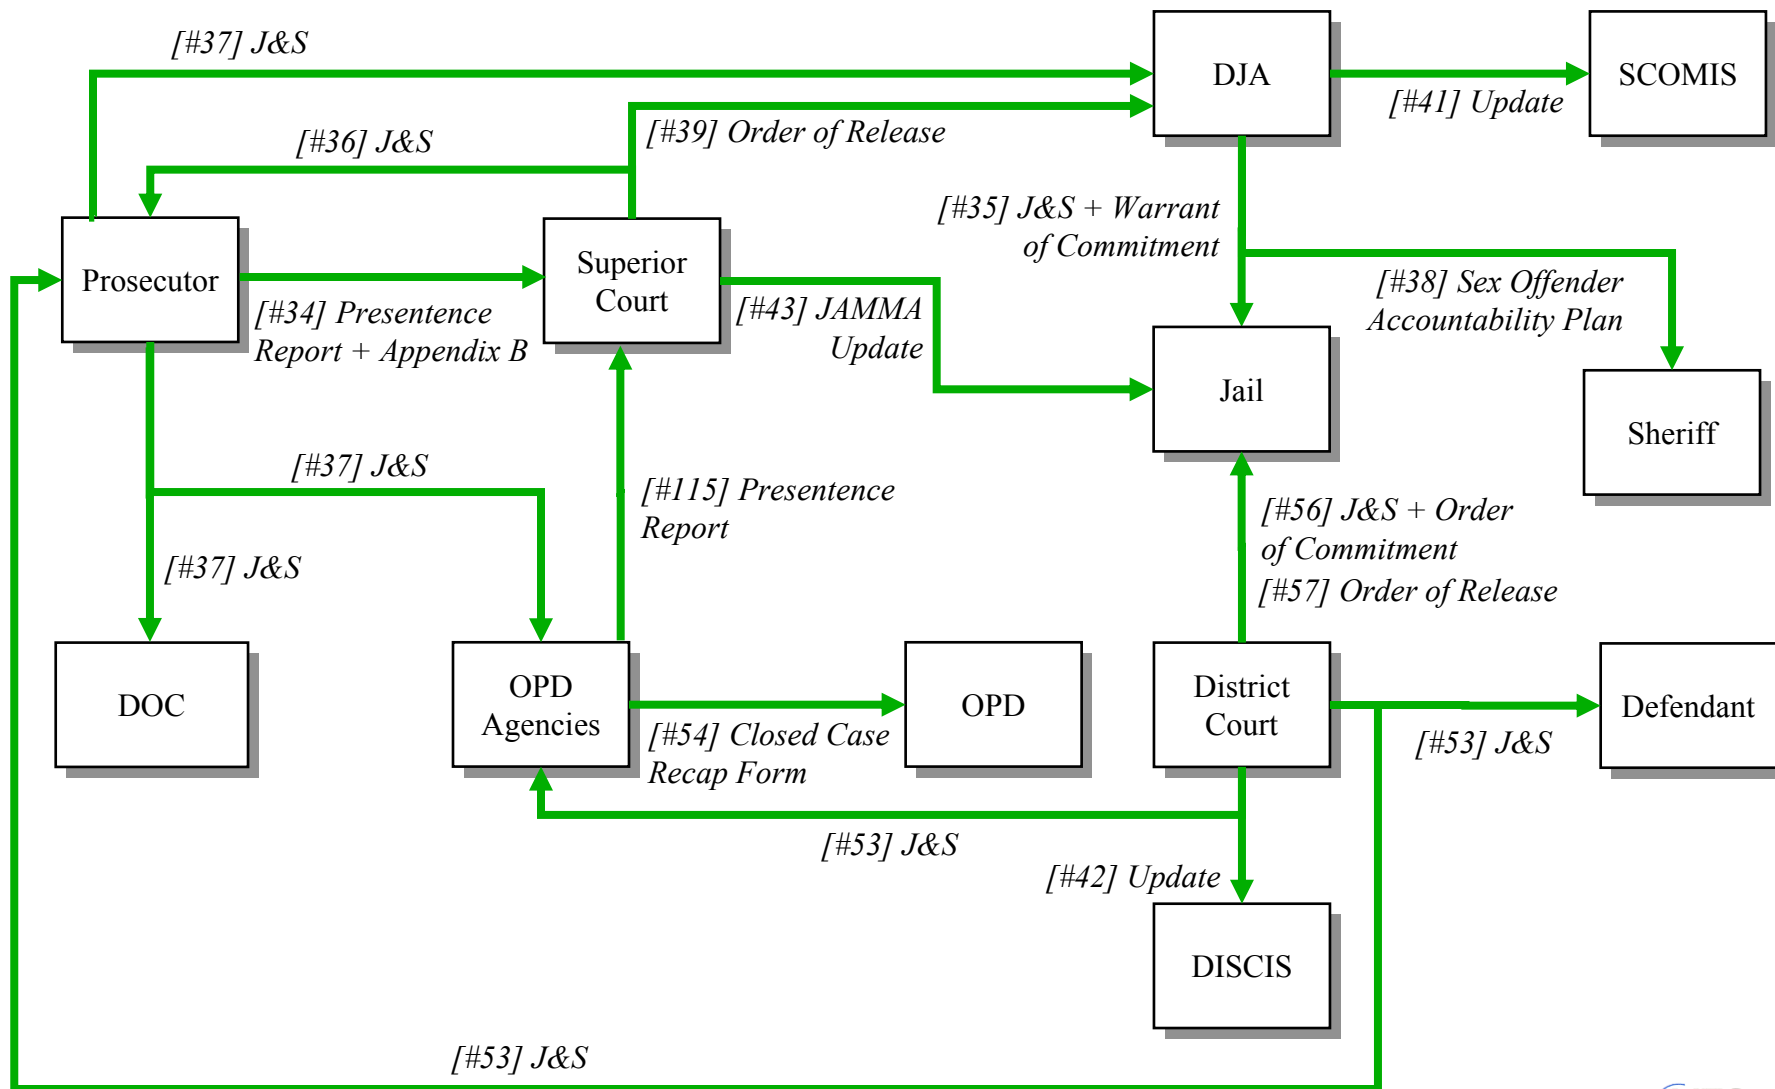 [#37] J&S
DJA
SCOMIS
[#41] Update
[#39] Order of Release
[#36] J&S
[#35] J&S + Warrant
of Commitment
Prosecutor
Superior
Court
[#38] Sex Offender
Accountability Plan
[#34] Presentence
Report + Appendix B
[#43] JAMMA
Update
Jail
Sheriff
[#37] J&S
[#115] Presentence
Report
[#56] J&S + Order
of Commitment
[#37] J&S
[#57] Order of Release
DOC
OPD
Agencies
OPD
District
Court
Defendant
[#54] Closed Case
Recap Form
[#53] J&S
[#53] J&S
[#42] Update
DISCIS
[#53] J&S